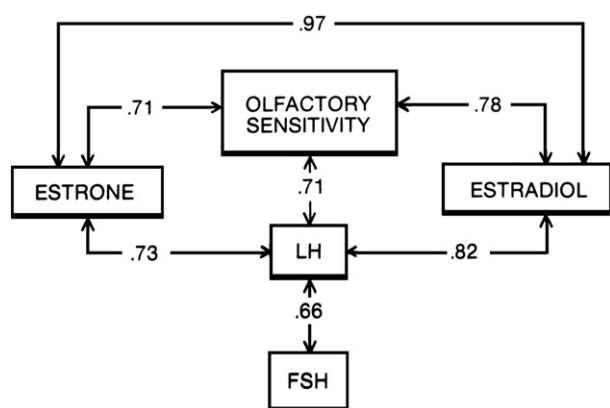 .97
OLFACTORY
SENSITIVITY
.71
.78
ESTRONE
.71
ESTRADIOL
LH
.73
.82
.66
FSH